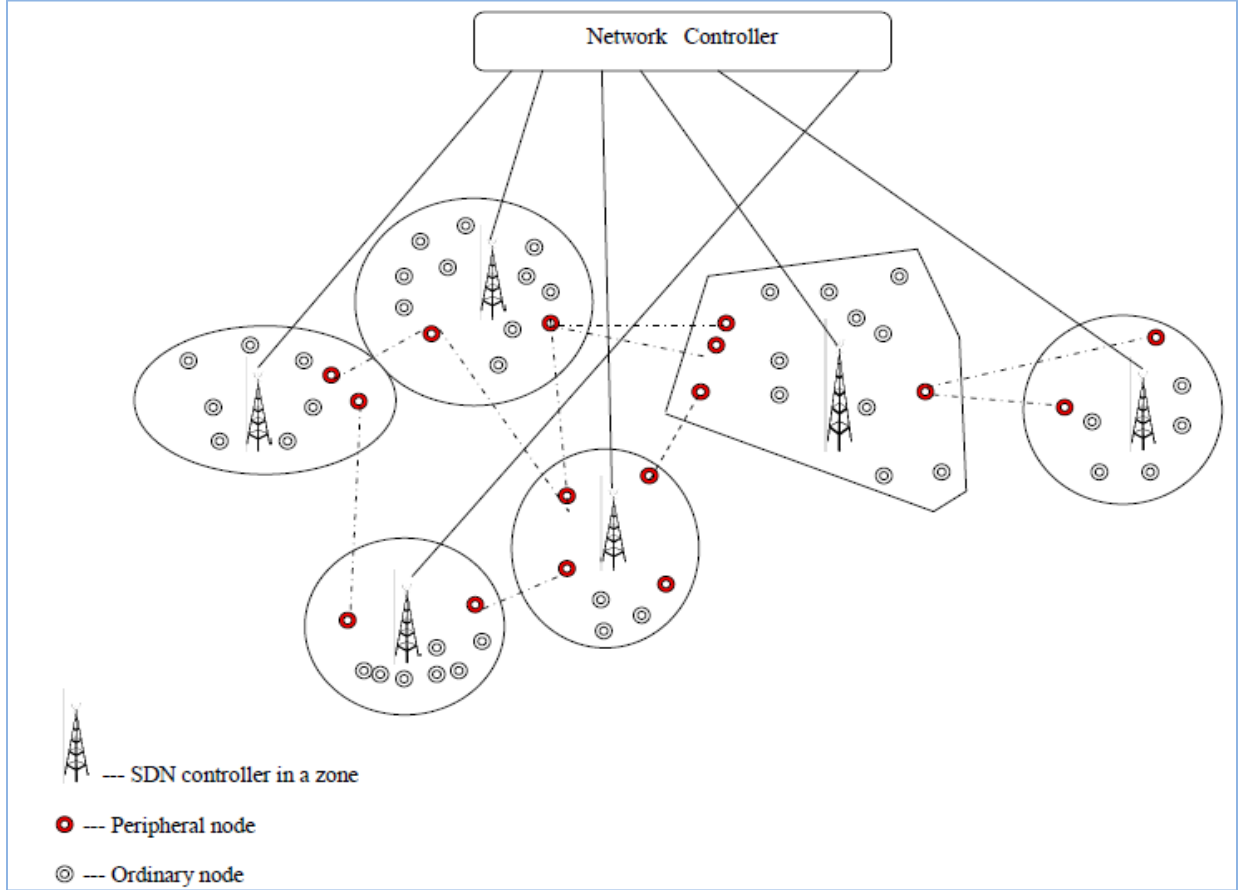 Network Controller
--- SDN controller in a zone
--- Peripheral node
--- Ordinary node